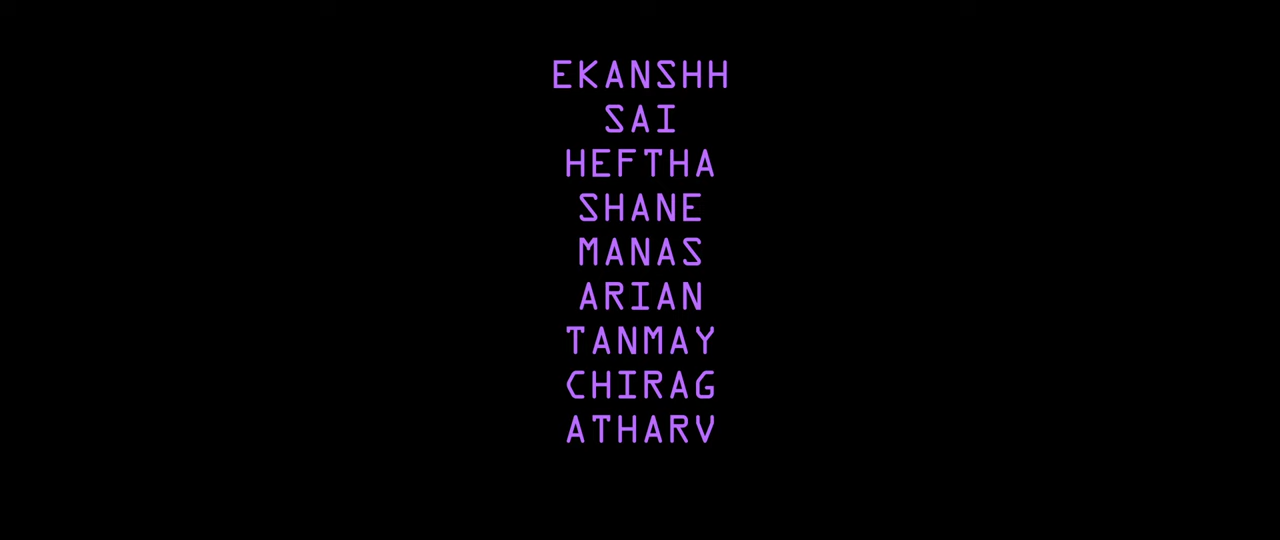 EKANSHH
SAI
HEFTHA
SHANE
MANAS
ARIAN
TANMAY
CHIRAG
ATHARV